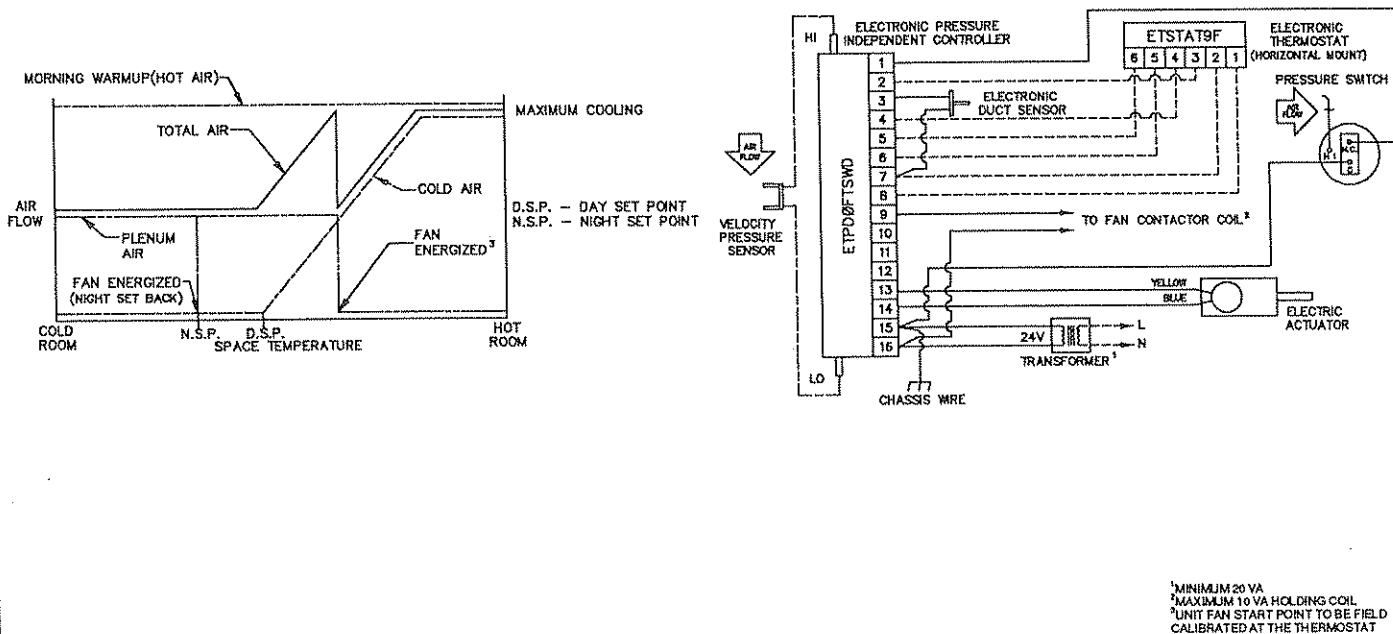 MORNING WARMUP(HOT AIR)
MAXIMUM COOLING
TOTAL AIR
COLD AIR
AIR
FLOW
D.S.P. - DAY SET POINT
N.S.P. - NIGHT SET POINT
PLENUM
AIR
FAN
ENERGIZED³
FAN ENERGIZED
(NIGHT SET BACK)
COLD
ROOM
N.S.P.
D.S.P.
SPACE TEMPERATURE
HOT
ROOM
HI
ELECTRONIC PRESSURE
INDEPENDENT CONTROLLER
ETSTAT9F
6 5 4 3 2 1
ELECTRONIC
THERMOSTAT
(HORIZONTAL MOUNT)
PRESSURE SWITCH
AIR
FLOW
ELECTRONIC
DUCT SENSOR
1
2
3
4
5
6
7
8
9
10
11
12
13
14
15
16
ETPDØFTSWD
AIR
FLOW
VELOCITY
PRESSURE
SENSOR
TO FAN CONTACTOR COIL²
YELLOW
BLUE
ELECTRIC
ACTUATOR
24V
L
N
TRANSFORMER¹
LO
CHASSIS WIRE
¹MINIMUM 20 VA
²MAXIMUM 10 VA HOLDING COIL
³UNIT FAN START POINT TO BE FIELD
CALIBRATED AT THE THERMOSTAT